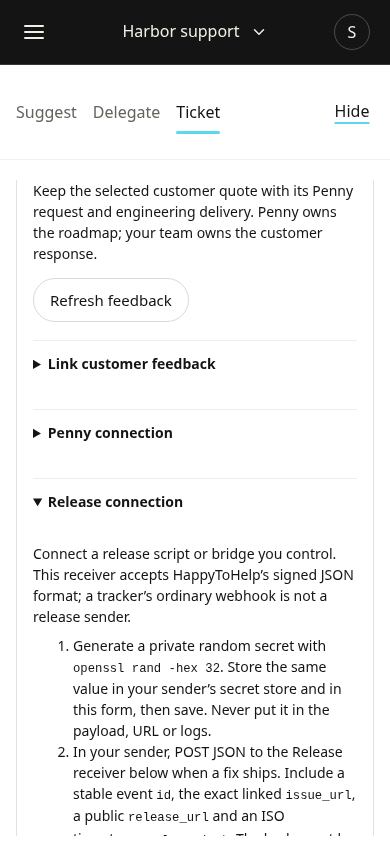 Harbor support
S
Suggest Delegate Ticket Hide
Keep the selected customer quote with its Penny
request and engineering delivery. Penny owns
the roadmap; your team owns the customer
response.
Refresh feedback
Link customer feedback
Penny connection
Release connection
Connect a release script or bridge you control.
This receiver accepts HappyToHelp’s signed JSON
format; a tracker’s ordinary webhook is not a
release sender.
1. Generate a private random secret with
openssl rand -hex 32. Store the same
value in your sender’s secret store and in
this form, then save. Never put it in the
payload, URL or logs.
2. In your sender, POST JSON to the Release
receiver below when a fix ships. Include a
stable event id, the exact linked issue_url,
a public release_url and an ISO